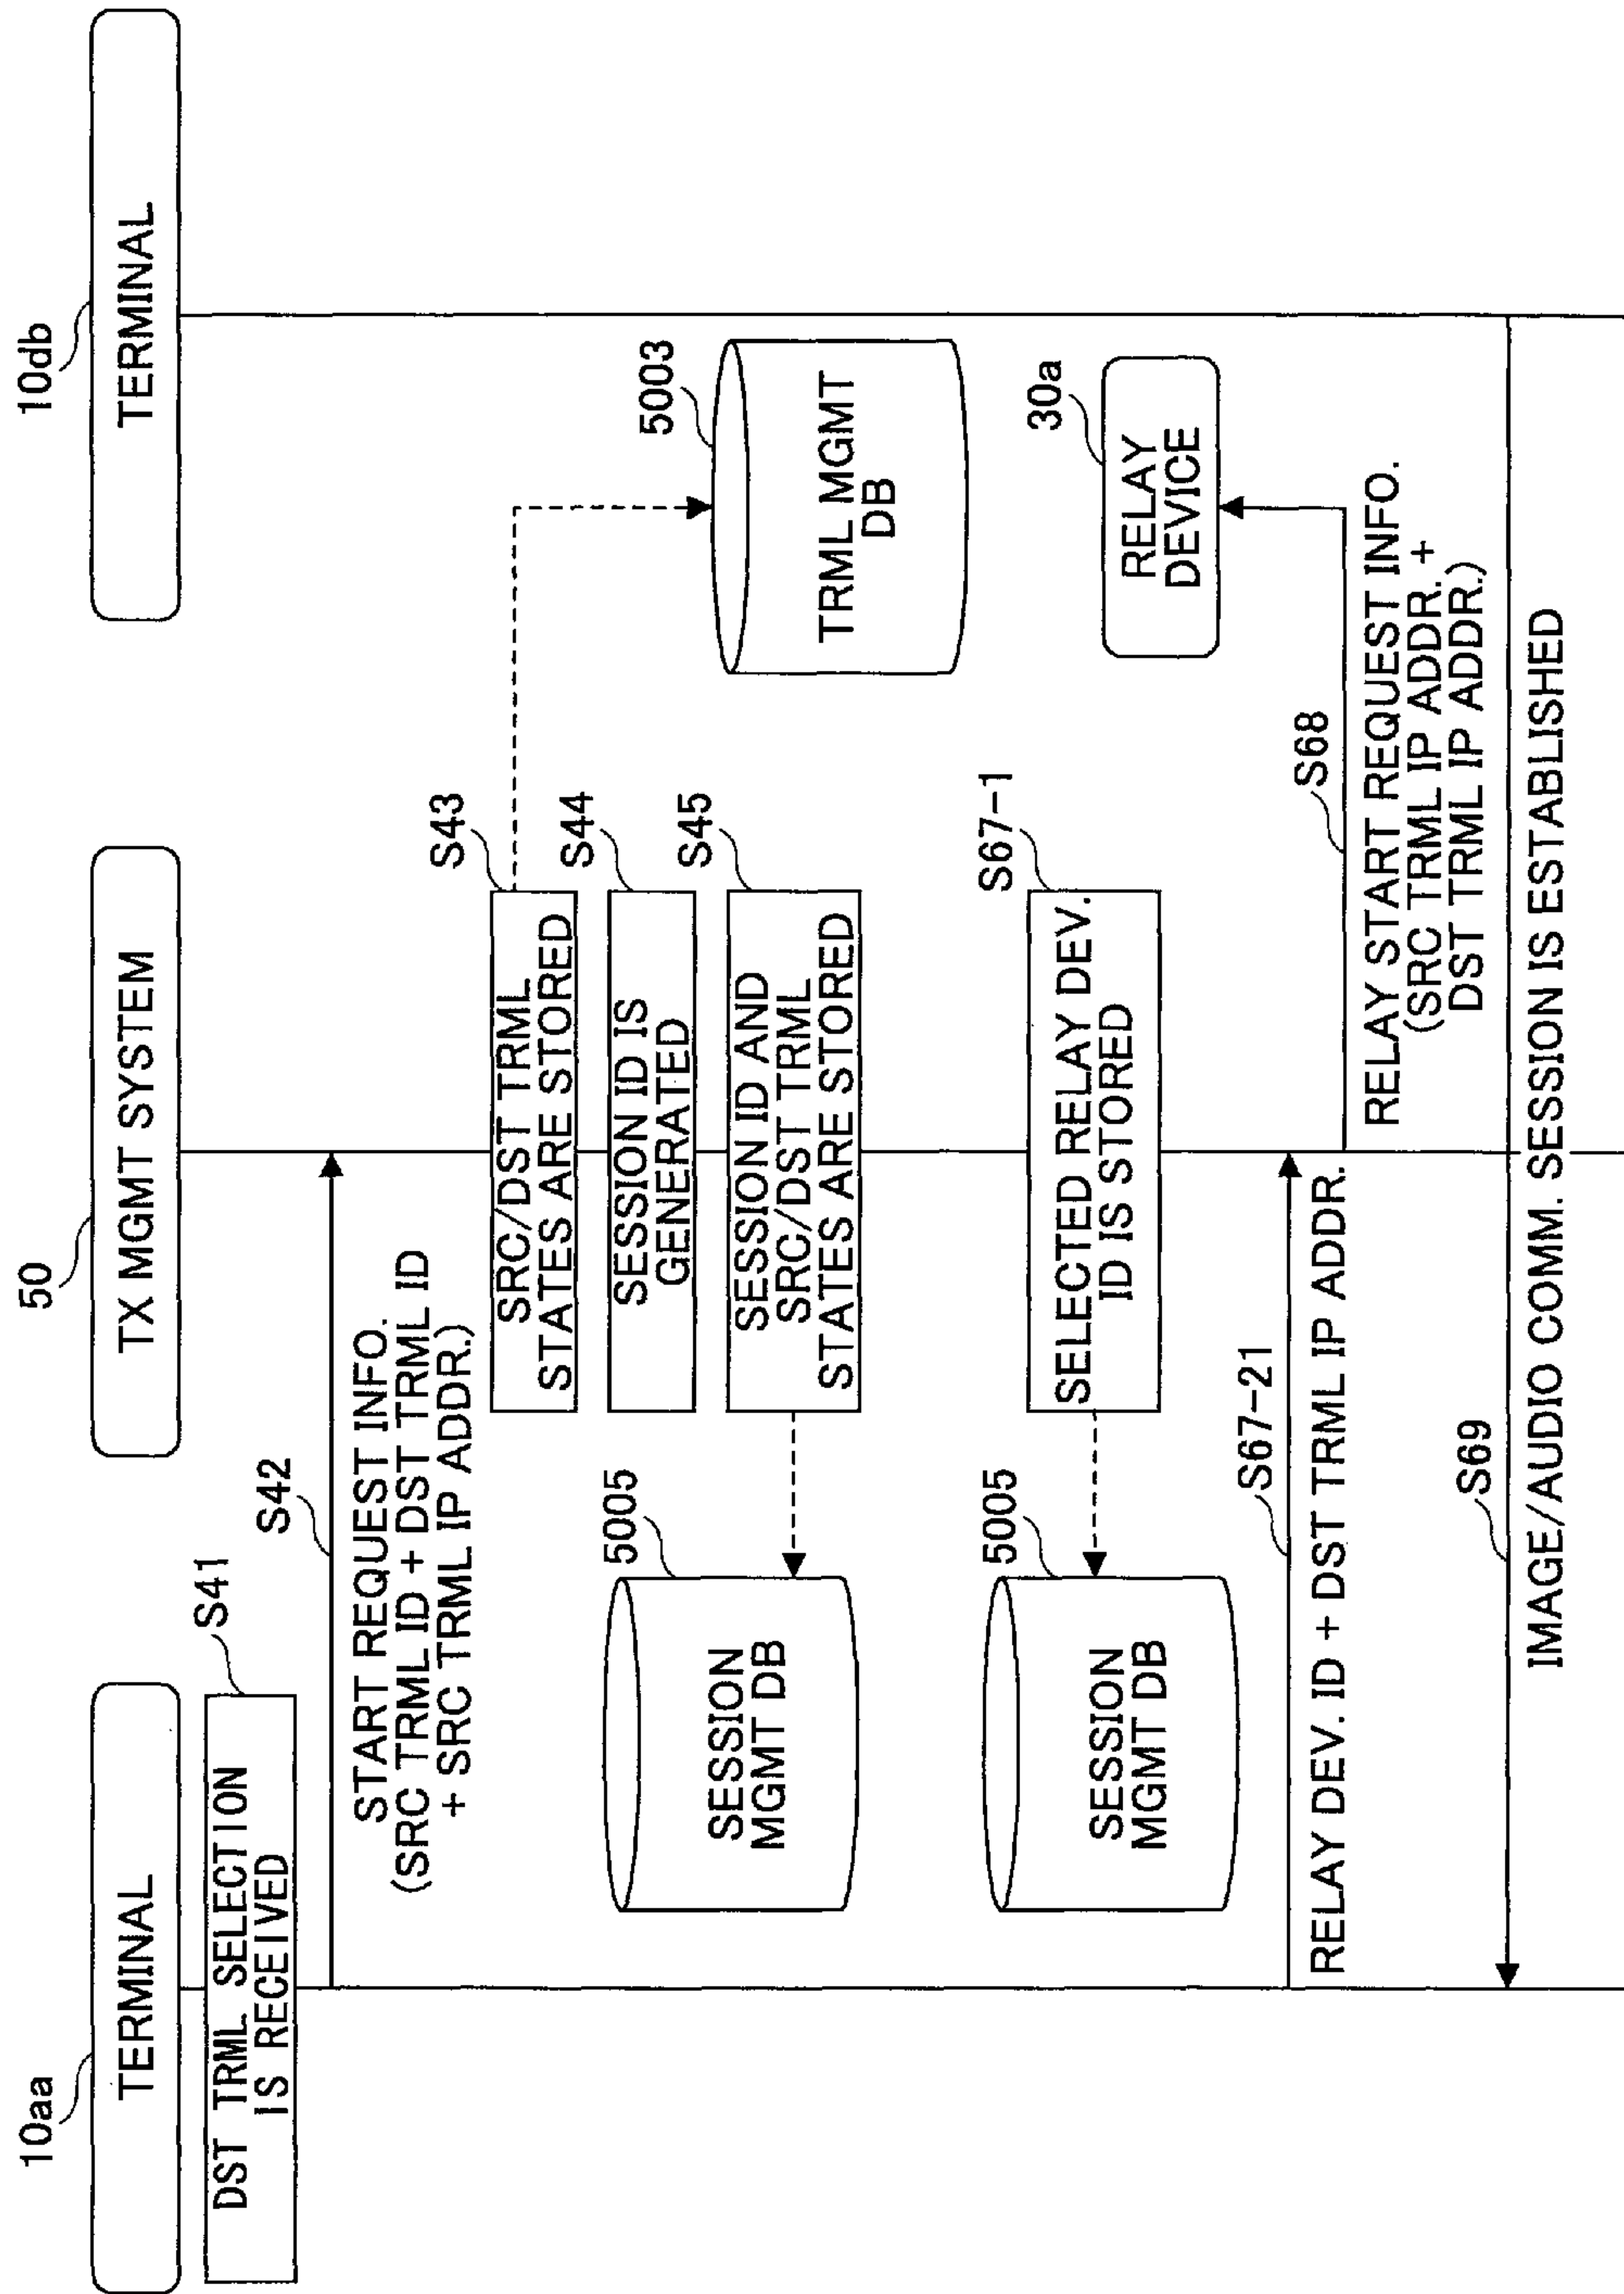 10aa
TERMINAL
50
TX MGMT SYSTEM
10db
TERMINAL
DST TRML SELECTION
IS RECEIVED
S41
S42
START REQUEST INFO.
(SRC TRML ID + DST TRML ID
+ SRC TRML IP ADDR.)
SRC/DST TRML
STATES ARE STORED
S43
5003
TRML MGMT
DB
SESSION ID IS
GENERATED
S44
SESSION ID AND
SRC/DST TRML
STATES ARE STORED
S45
5005
SESSION
MGMT DB
SELECTED RELAY DEV.
ID IS STORED
S67-1
5005
SESSION
MGMT DB
30a
RELAY
DEVICE
S67-21
RELAY DEV. ID + DST TRML IP ADDR.
S68
RELAY START REQUEST INFO.
(SRC TRML IP ADDR. +
DST TRML IP ADDR.)
S69
IMAGE/AUDIO COMM. SESSION IS ESTABLISHED